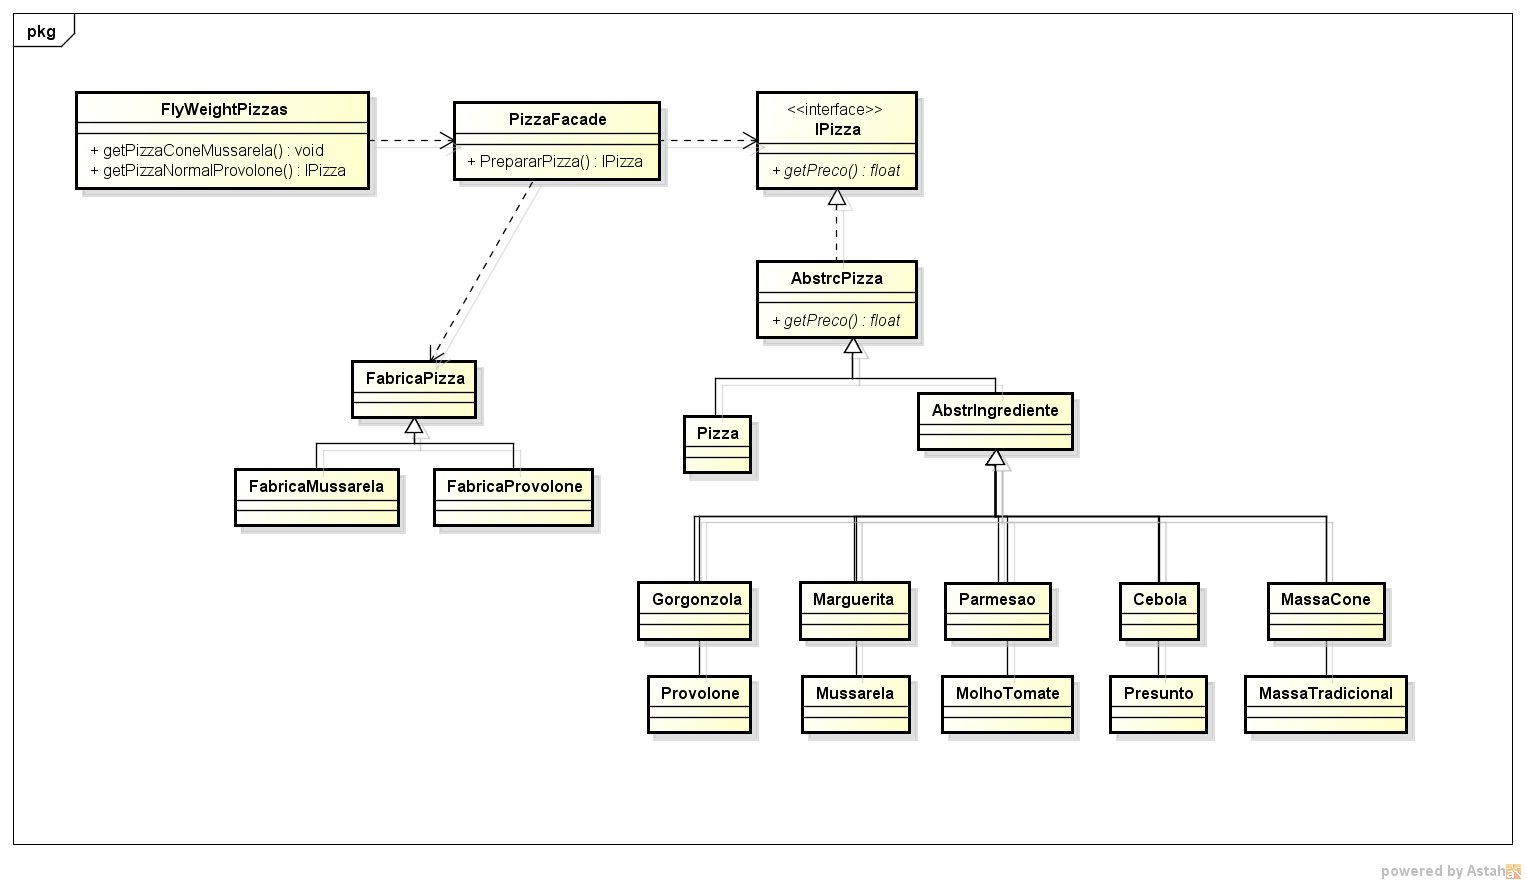 pkg
FlyWeightPizzas
+ getPizzaConeMussarela() : void
+ getPizzaNormalProvolone() : IPizza
PizzaFacade
+ PrepararPizza() : IPizza
<<interface>>
IPizza
+ getPreco() : float
AbstrcPizza
+ getPreco() : float
FabricaPizza
Pizza
AbstrIngrediente
FabricaMussarela
FabricaProvolone
Gorgonzola
Marguerita
Parmesao
Cebola
MassaCone
Provolone
Mussarela
MolhoTomate
Presunto
MassaTradicional
powered by Astah